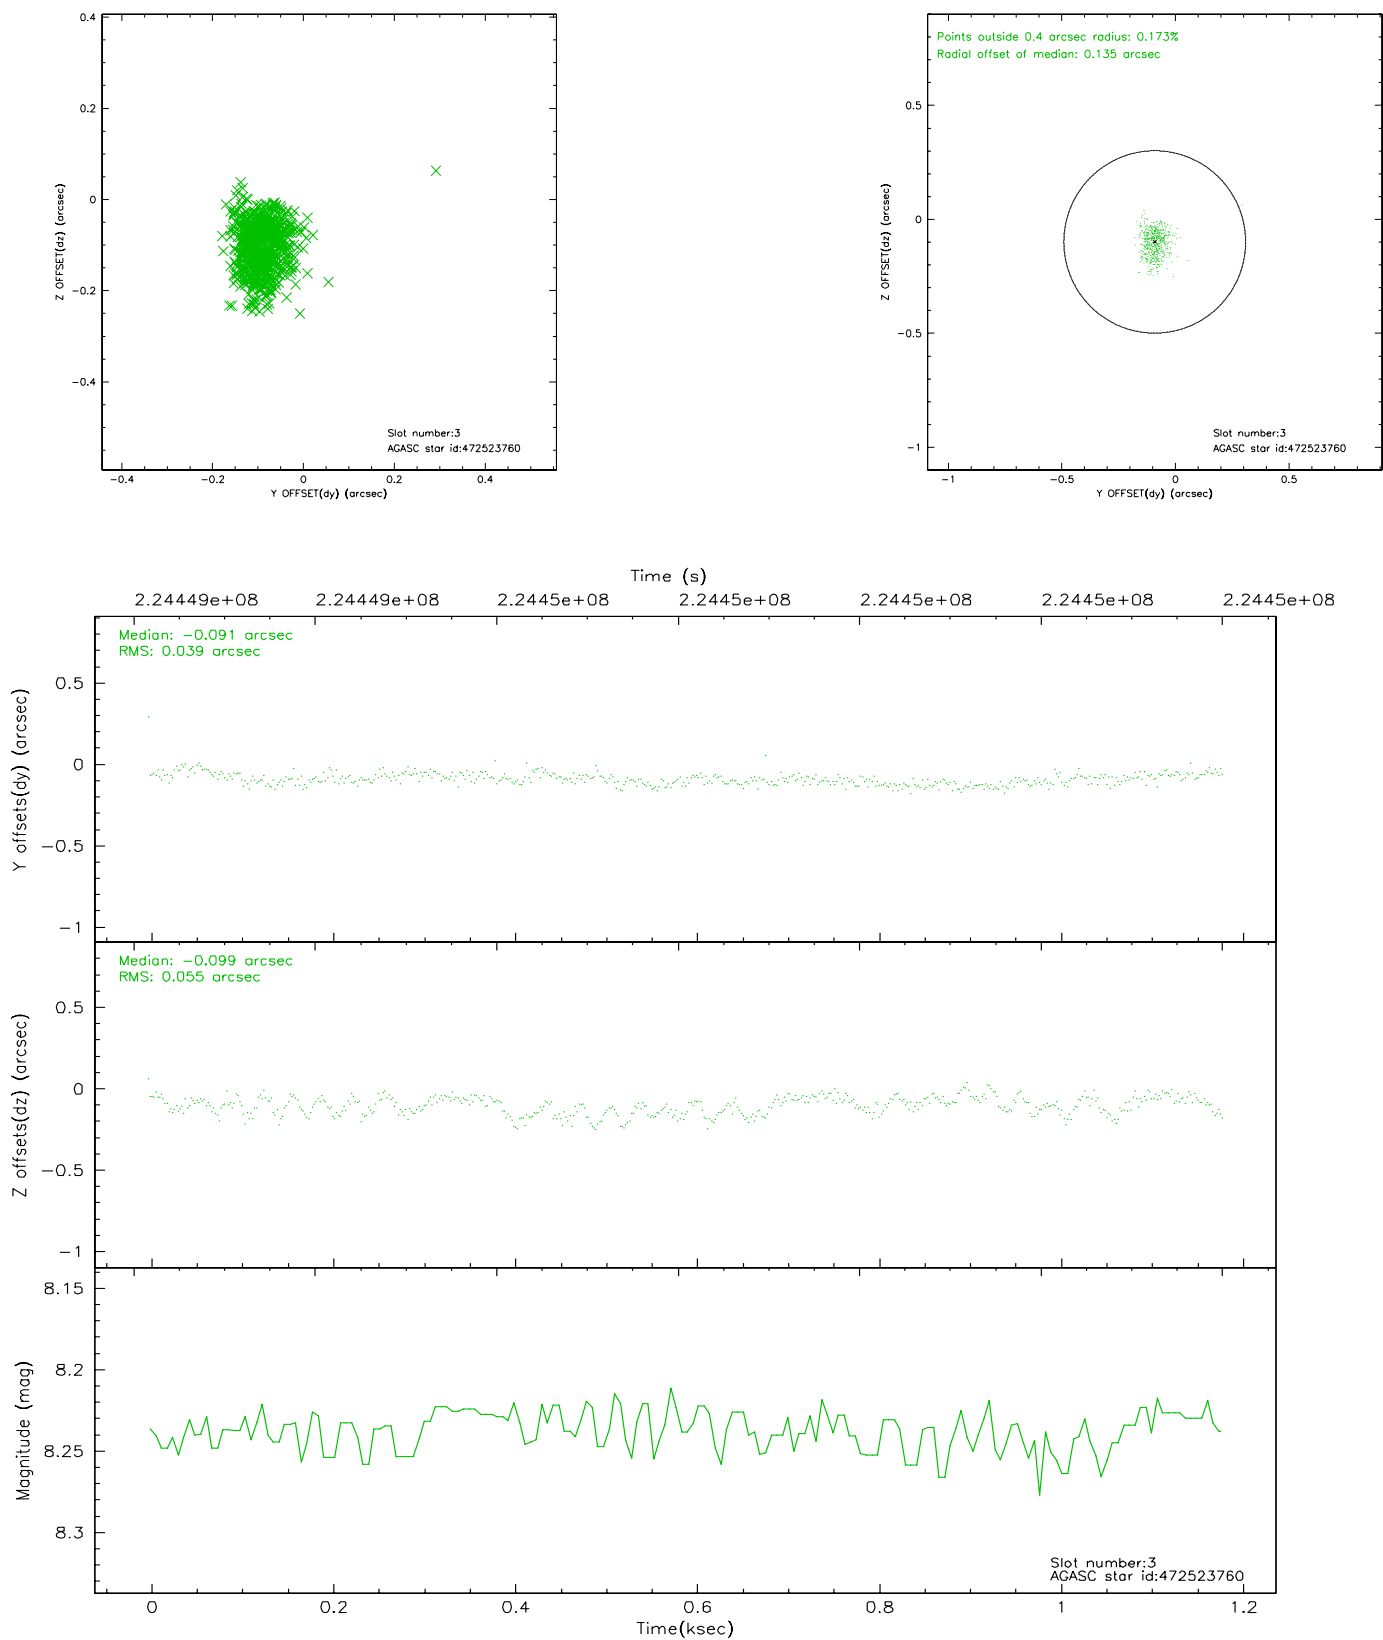 0.4
0.2
0
−0.2
−0.4
Z OFFSET(dz) (arcsec)
−0.4
−0.2
0
0.2
0.4
Y OFFSET(dy) (arcsec)
Slot number:3
AGASC star id:472523760
Points outside 0.4 arcsec radius: 0.173%
Radial offset of median: 0.135 arcsec
0.5
0
−0.5
−1
Z OFFSET(dz) (arcsec)
−1
−0.5
0
0.5
Y OFFSET(dy) (arcsec)
Slot number:3
AGASC star id:472523760
Time (s)
2.24449e+08 2.24449e+08 2.2445e+08 2.2445e+08 2.2445e+08 2.2445e+08 2.2445e+08
Median: −0.091 arcsec
RMS: 0.039 arcsec
0.5
0
−0.5
−1
Y offsets(dy) (arcsec)
Median: −0.099 arcsec
RMS: 0.055 arcsec
0.5
0
−0.5
−1
Z offsets(dz) (arcsec)
8.15
8.2
8.25
8.3
Magnitude (mag)
Slot number:3
AGASC star id:472523760
0 0.2 0.4 0.6 0.8 1 1.2
Time(ksec)